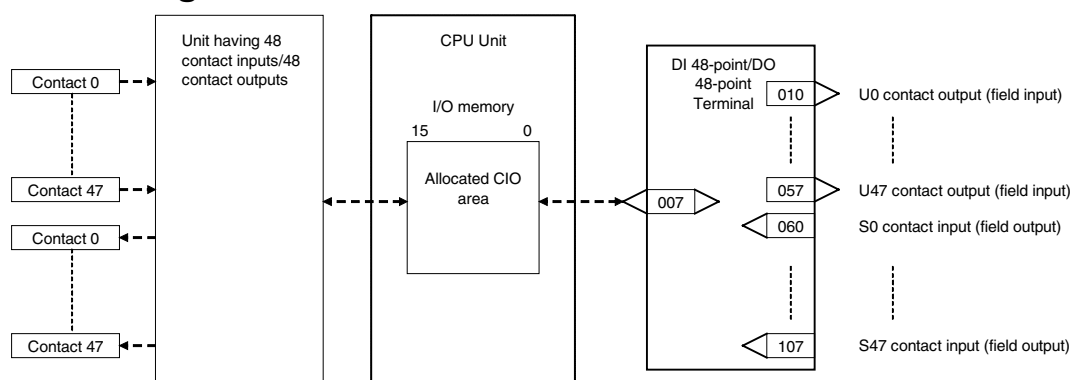 Unit having 48
contact inputs/48
contact outputs
Contact 0
Contact 47
Contact 0
Contact 47
CPU Unit
I/O memory
15 0
Allocated CIO
area
DI 48-point/DO
48-point
Terminal
007
010
U0 contact output (field input)
057
U47 contact output (field input)
060
S0 contact input (field output)
107
S47 contact input (field output)